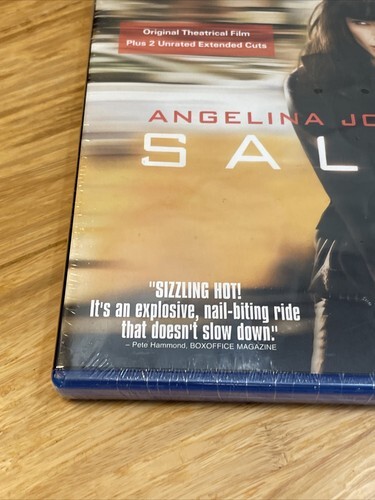 Original Theatrical Film
Plus 2 Unrated Extended Cuts
ANGELINA JO
SAL
"SIZZLING HOT!
It's an explosive, nail-biting ride
that doesn't slow down."
– Pete Hammond, BOXOFFICE MAGAZINE